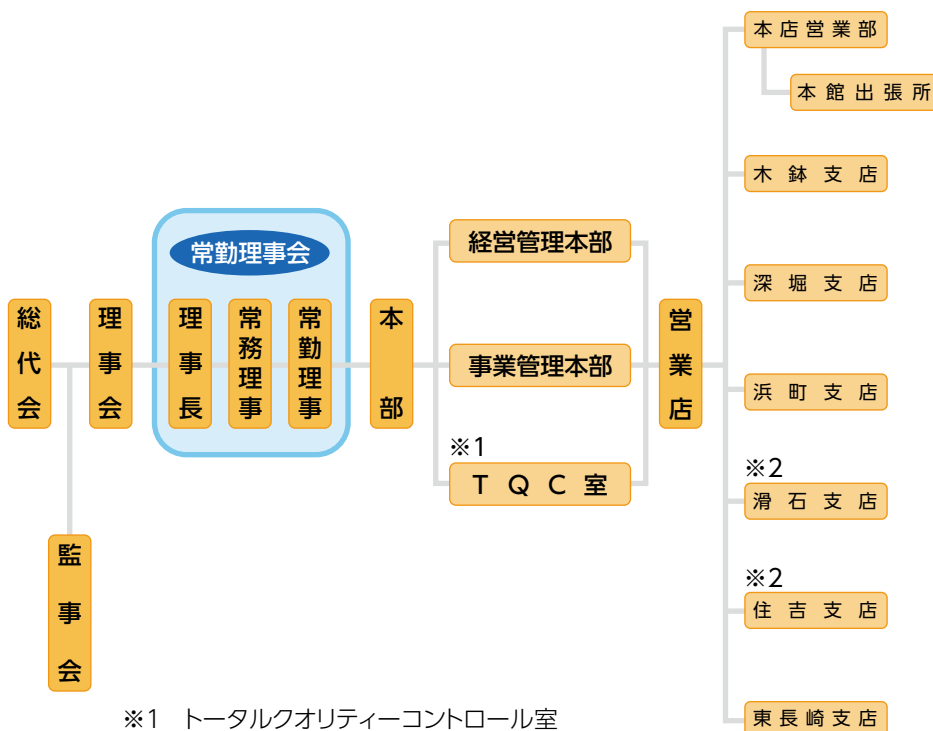 総代会
監事会
理事会
常勤理事会
理事長
常務理事
常勤理事
本部
経営管理本部
事業管理本部
※1
TQC室
営業店
本店営業部
本館出張所
木鉢支店
深堀支店
浜町支店
※2
滑石支店
※2
住吉支店
東長崎支店
※1 トータルクオリティーコントロール室